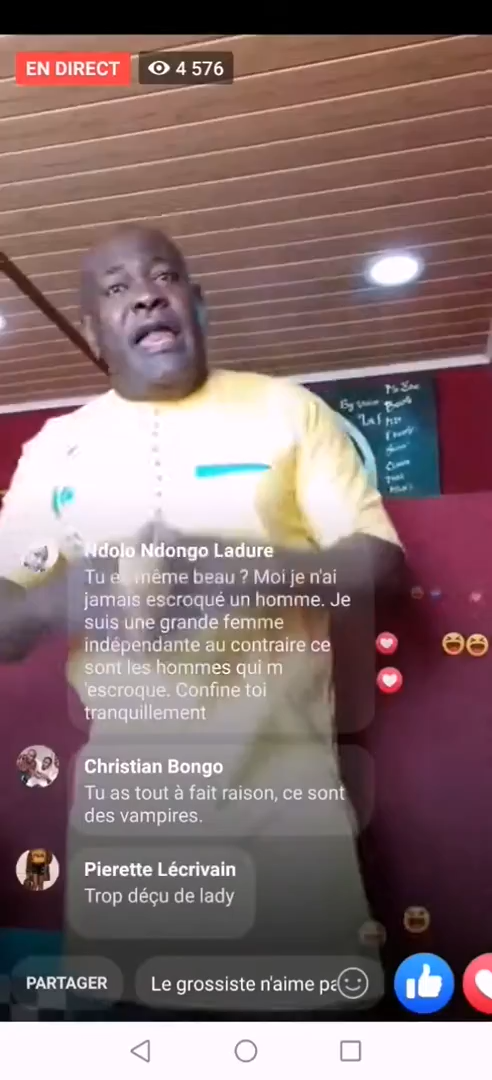 EN DIRECT
4 576
Ndolo Ndongo Ladure
Tu es même beau ? Moi je n'ai
jamais escroqué un homme. Je
suis une grande femme
indépendante au contraire ce
sont les hommes qui m
'escroque. Confine toi
tranquillement
Christian Bongo
Tu as tout à fait raison, ce sont
des vampires.
Pierette Lécrivain
Trop déçu de lady
PARTAGER
Le grossiste n'aime pa